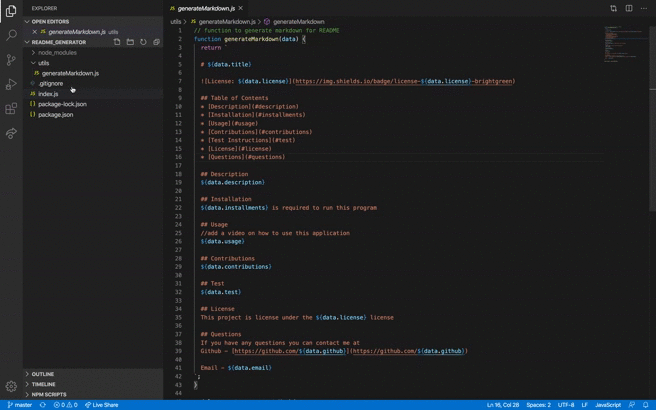 EXPLORER
OPEN EDITORS
JS generateMarkdown.js utils
README_GENERATOR
node_modules
utils
JS generateMarkdown.js
.gitignore
JS index.js
{} package-lock.json
{} package.json
OUTLINE
TIMELINE
NPM SCRIPTS
JS generateMarkdown.js
utils > JS generateMarkdown.js > generateMarkdown
1 // function to generate markdown for README
2 function generateMarkdown(data) {
3 return `
4
5 # ${data.title}
6
7 ![License: ${data.license}](https://img.shields.io/badge/license-${data.license}-brightgreen)
8
9 ## Table of Contents
10 * [Description](#description)
11 * [Installation](#installments)
12 * [Usage](#usage)
13 * [Contributions](#contributions)
14 * [Test Instructions](#test)
15 * [License](#license)
16 * [Questions](#questions)
17
18 ## Description
19 ${data.description}
20
21 ## Installation
22 ${data.installments} is required to run this program
23
24 ## Usage
25 //add a video on how to use this application
26 ${data.usage}
27
28 ## Contributions
29 ${data.contributions}
30
31 ## Test
32 ${data.test}
33
34 ## License
35 This project is license under the ${data.license} license
36
37 ## Questions
38 If you have any questions you can contact me at
39 Github - [https://github.com/${data.github}](https://github.com/${data.github})
40
41 Email - ${data.email}
42 `;
43 }
44
master 0 0 Live Share Ln 16, Col 28 Spaces: 2 UTF-8 LF JavaScript